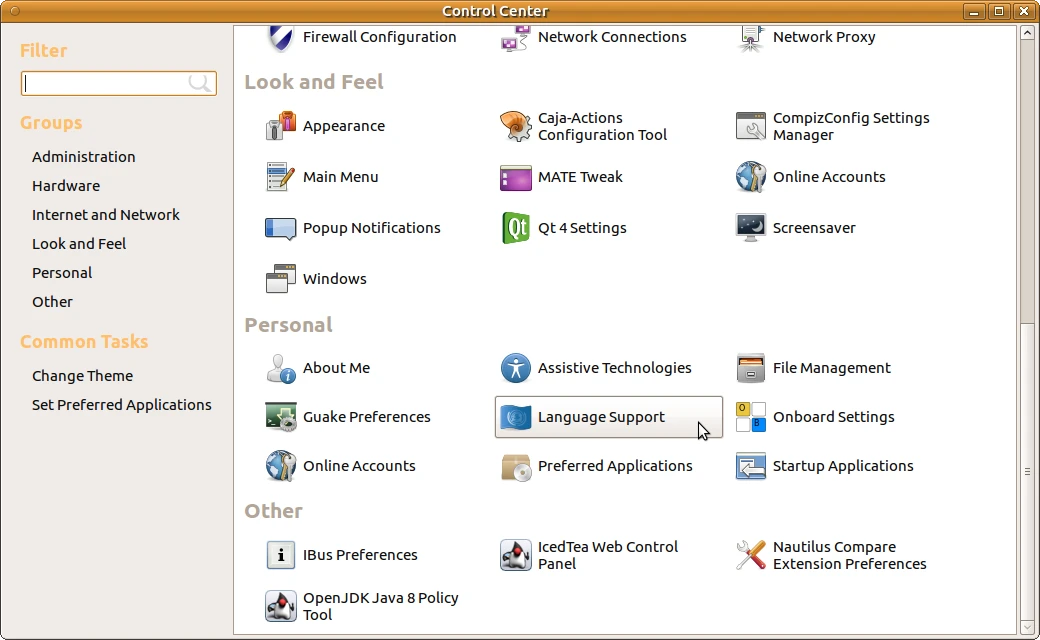 Control Center
Filter
Groups
Administration
Hardware
Internet and Network
Look and Feel
Personal
Other
Common Tasks
Change Theme
Set Preferred Applications
Firewall Configuration
Network Connections
Network Proxy
Look and Feel
Appearance
Caja-Actions
Configuration Tool
CompizConfig Settings
Manager
Main Menu
MATE Tweak
Online Accounts
Popup Notifications
Qt
Qt 4 Settings
Screensaver
Windows
Personal
About Me
Assistive Technologies
File Management
Guake Preferences
Language Support
O
B
Onboard Settings
Online Accounts
Preferred Applications
Startup Applications
Other
i
IBus Preferences
IcedTea Web Control
Panel
Nautilus Compare
Extension Preferences
OpenJDK Java 8 Policy
Tool